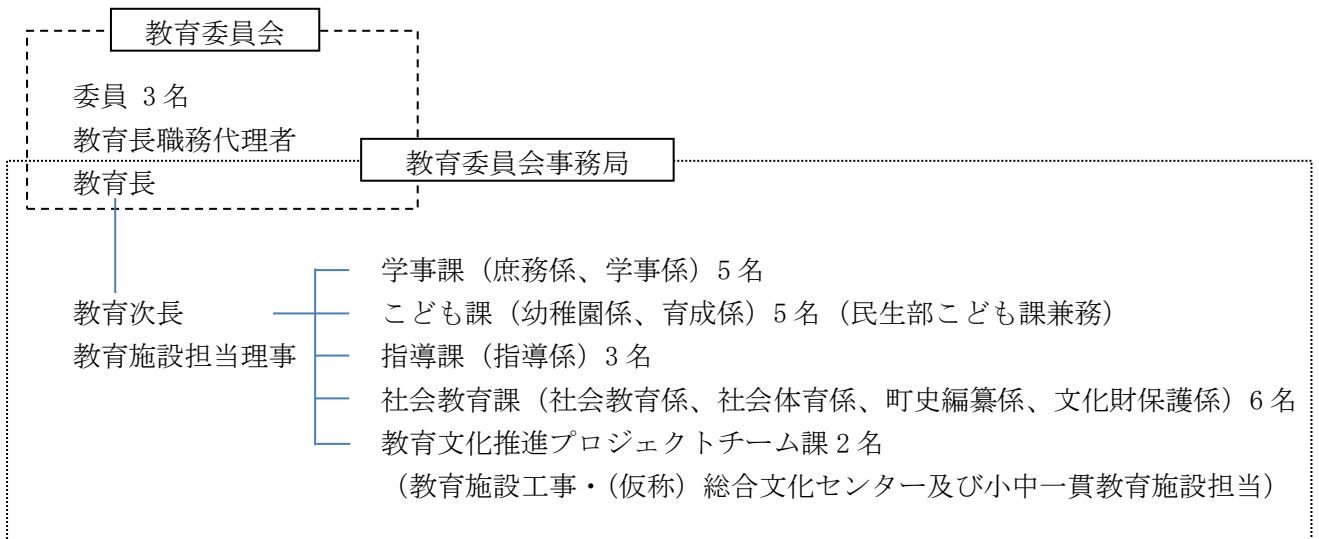 教育委員会
委員 3名
教育長職務代理者
教育委員会事務局
教育長
学事課（庶務係、学事係）5名
教育次長
こども課（幼稚園係、育成係）5名（民生部こども課兼務）
教育施設担当理事
指導課（指導係）3名
社会教育課（社会教育係、社会体育係、町史編纂係、文化財保護係）6名
教育文化推進プロジェクトチーム課2名
（教育施設工事・（仮称）総合文化センター及び小中一貫教育施設担当）